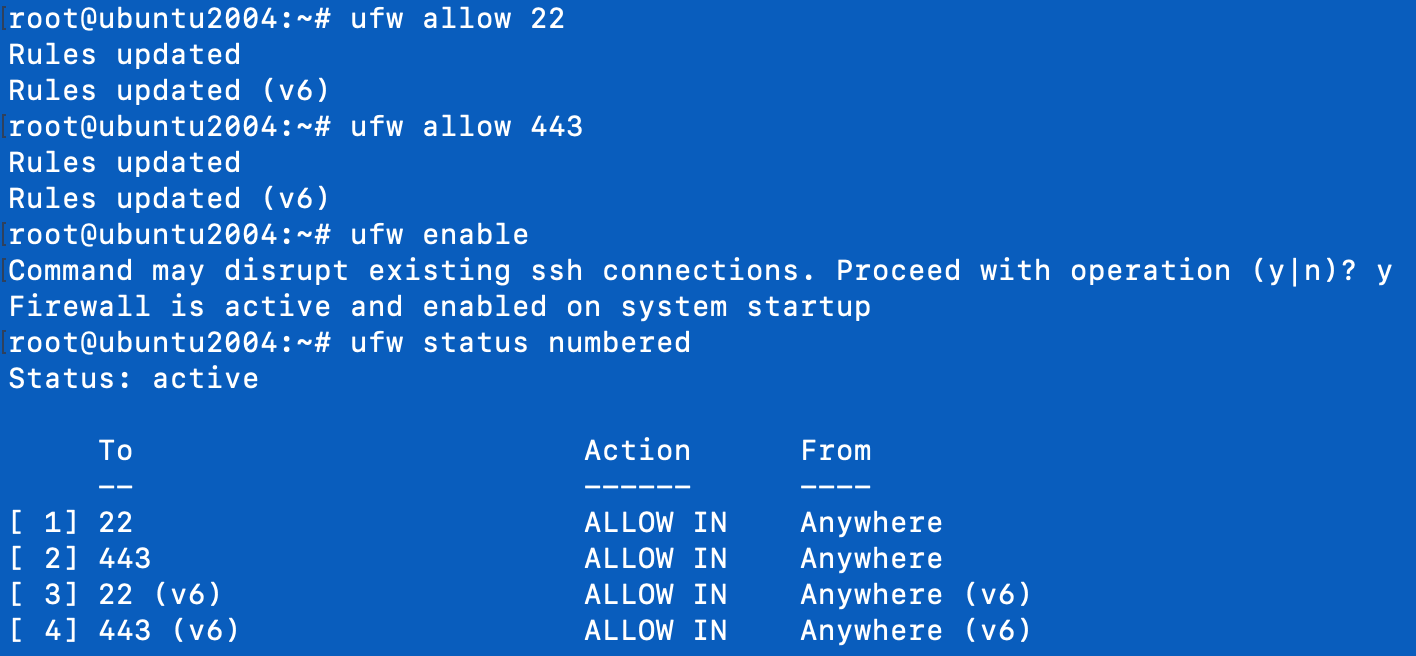 root@ubuntu2004:~# ufw allow 22
Rules updated
Rules updated (v6)
root@ubuntu2004:~# ufw allow 443
Rules updated
Rules updated (v6)
root@ubuntu2004:~# ufw enable
Command may disrupt existing ssh connections. Proceed with operation (y|n)? y
Firewall is active and enabled on system startup
root@ubuntu2004:~# ufw status numbered
Status: active

     To                         Action      From
     --                         ------      ----
[ 1] 22                         ALLOW IN    Anywhere
[ 2] 443                        ALLOW IN    Anywhere
[ 3] 22 (v6)                    ALLOW IN    Anywhere (v6)
[ 4] 443 (v6)                   ALLOW IN    Anywhere (v6)